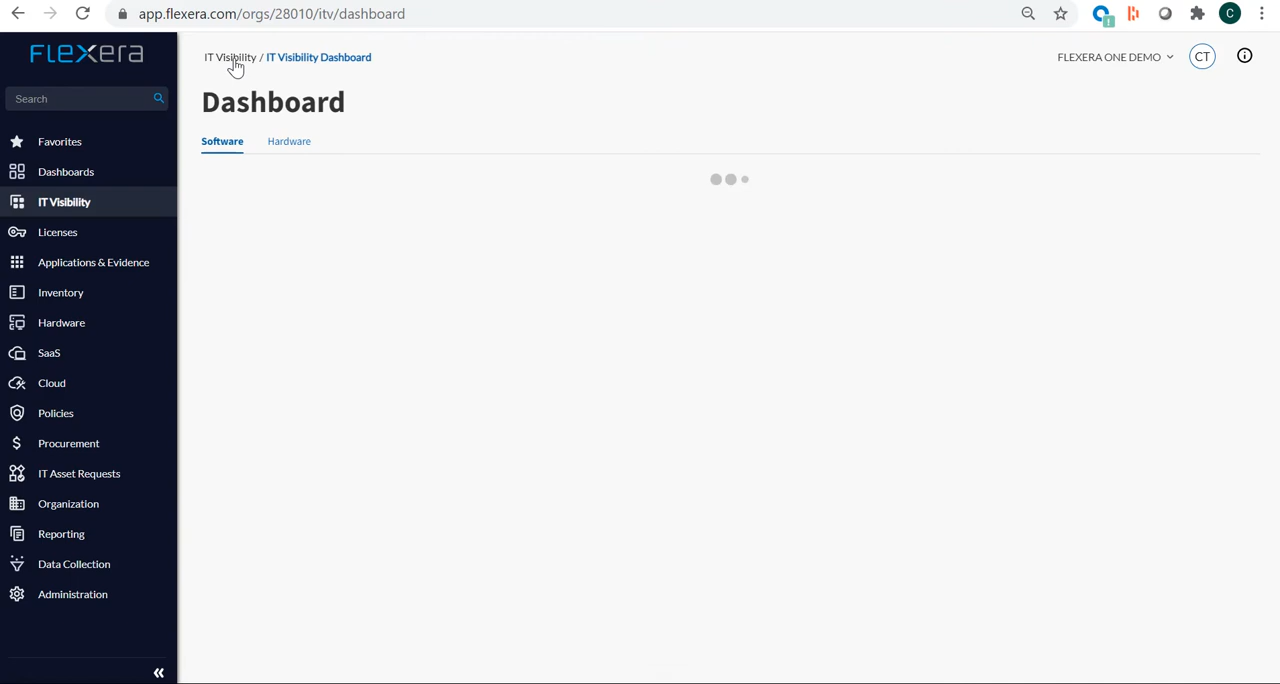 app.flexera.com/orgs/28010/itv/dashboard
C
FLEXERA
IT Visibility / IT Visibility Dashboard
FLEXERA ONE DEMO
CT
Search
Dashboard
Software
Hardware
Favorites
Dashboards
IT Visibility
Licenses
Applications & Evidence
Inventory
Hardware
SaaS
Cloud
Policies
Procurement
IT Asset Requests
Organization
Reporting
Data Collection
Administration